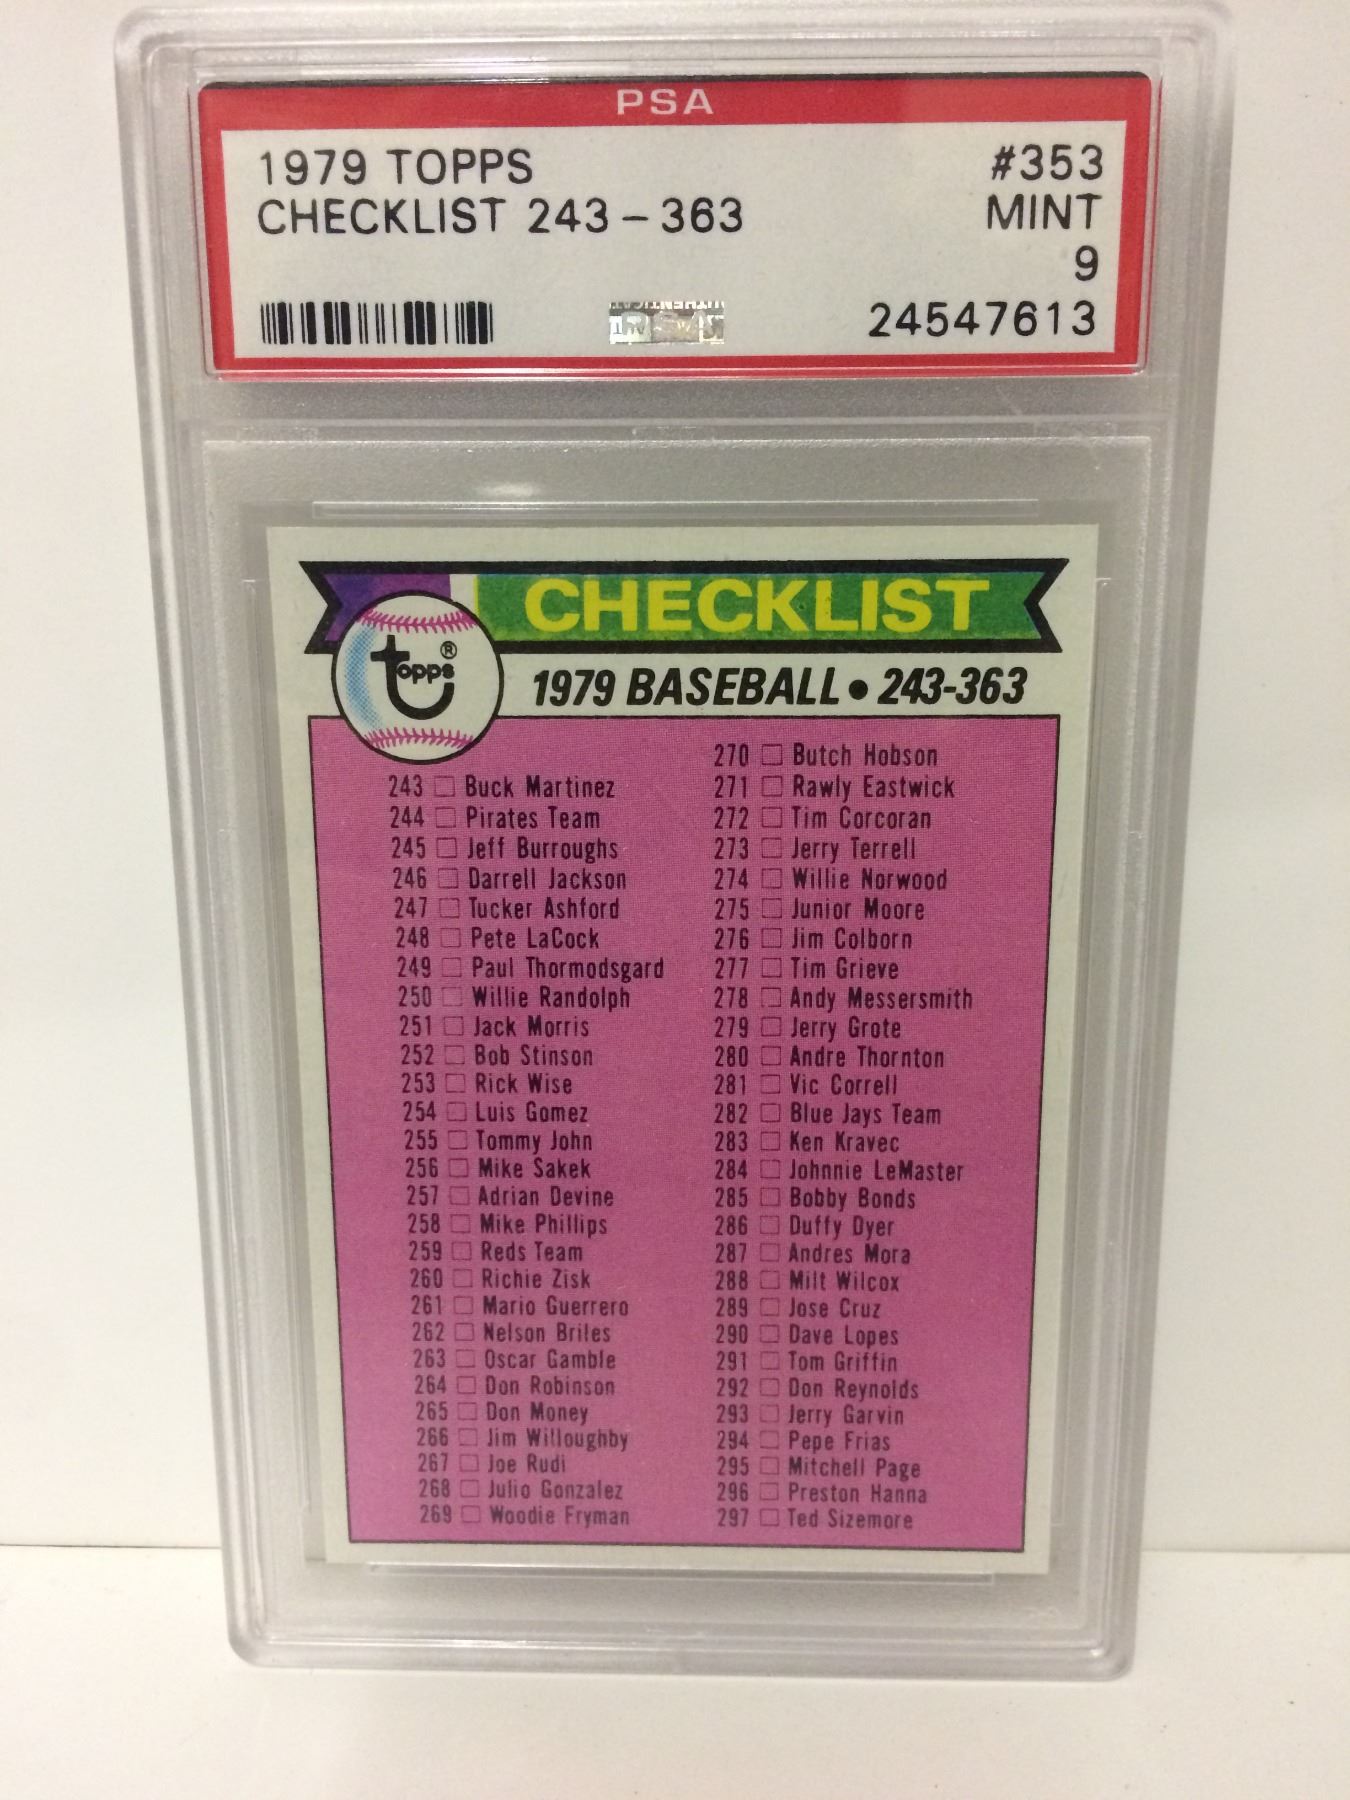 PSA
1979 TOPPS #353
CHECKLIST 243 – 363 MINT
9
24547613
CHECKLIST
topps®
1979 BASEBALL • 243-363
243 Buck Martinez
244 Pirates Team
245 Jeff Burroughs
246 Darrell Jackson
247 Tucker Ashford
248 Pete LaCock
249 Paul Thormodsgard
250 Willie Randolph
251 Jack Morris
252 Bob Stinson
253 Rick Wise
254 Luis Gomez
255 Tommy John
256 Mike Sakek
257 Adrian Devine
258 Mike Phillips
259 Reds Team
260 Richie Zisk
261 Mario Guerrero
262 Nelson Briles
263 Oscar Gamble
264 Don Robinson
265 Don Money
266 Jim Willoughby
267 Joe Rudi
268 Julio Gonzalez
269 Woodie Fryman
270 Butch Hobson
271 Rawly Eastwick
272 Tim Corcoran
273 Jerry Terrell
274 Willie Norwood
275 Junior Moore
276 Jim Colborn
277 Tim Grieve
278 Andy Messersmith
279 Jerry Grote
280 Andre Thornton
281 Vic Correll
282 Blue Jays Team
283 Ken Kravec
284 Johnnie LeMaster
285 Bobby Bonds
286 Duffy Dyer
287 Andres Mora
288 Milt Wilcox
289 Jose Cruz
290 Dave Lopes
291 Tom Griffin
292 Don Reynolds
293 Jerry Garvin
294 Pepe Frias
295 Mitchell Page
296 Preston Hanna
297 Ted Sizemore